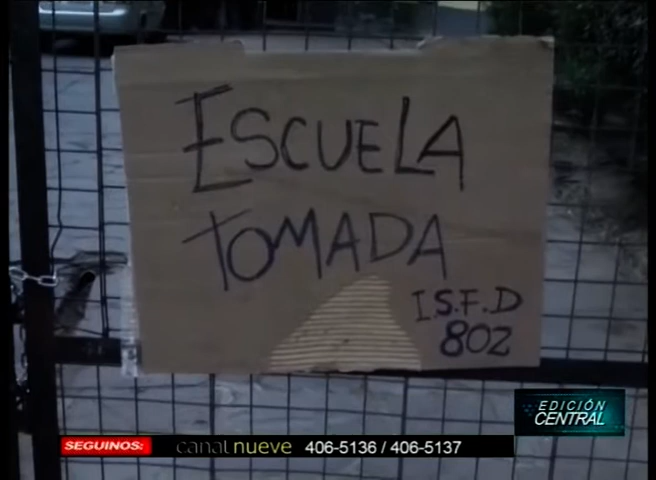 ESCUELA
TOMADA
I.S.F.D
802
EDICIÓN
CENTRAL
SEGUINOS: canal nueve 406-5136 / 406-5137